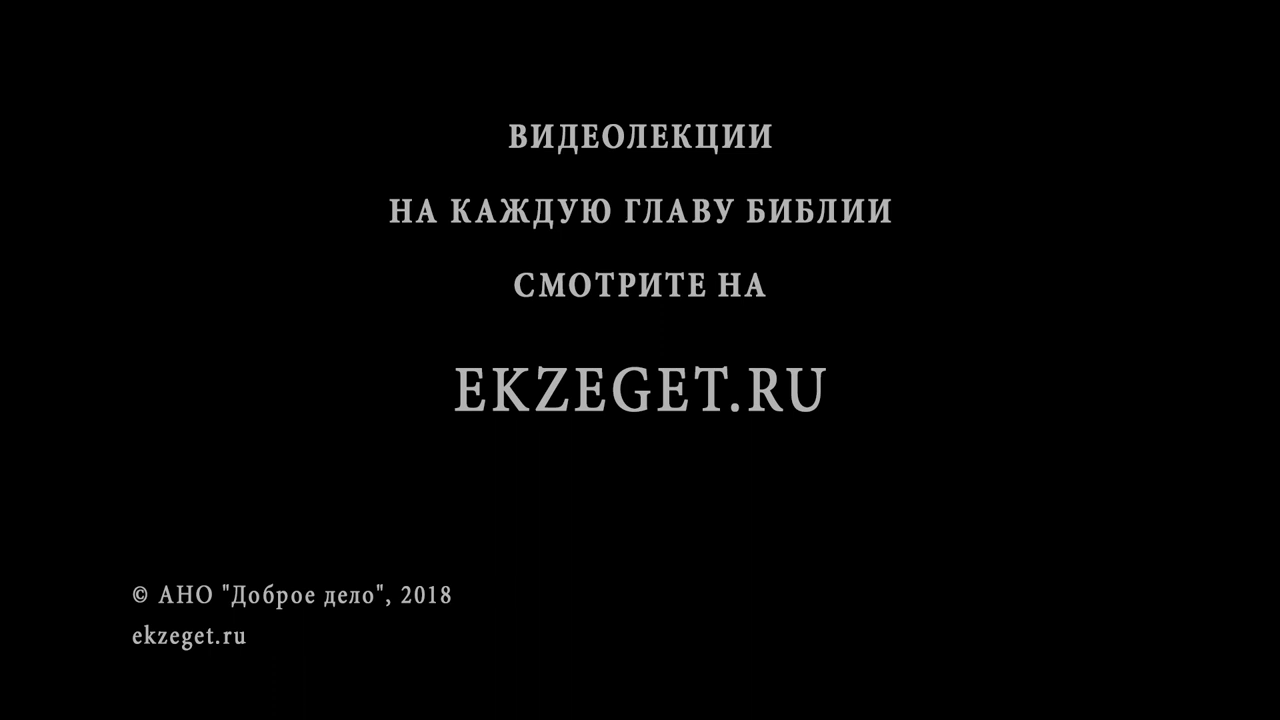 ВИДЕОЛЕКЦИИ
НА КАЖДУЮ ГЛАВУ БИБЛИИ
СМОТРИТЕ НА
EKZEGET.RU
© АНО "Доброе дело", 2018
ekzeget.ru